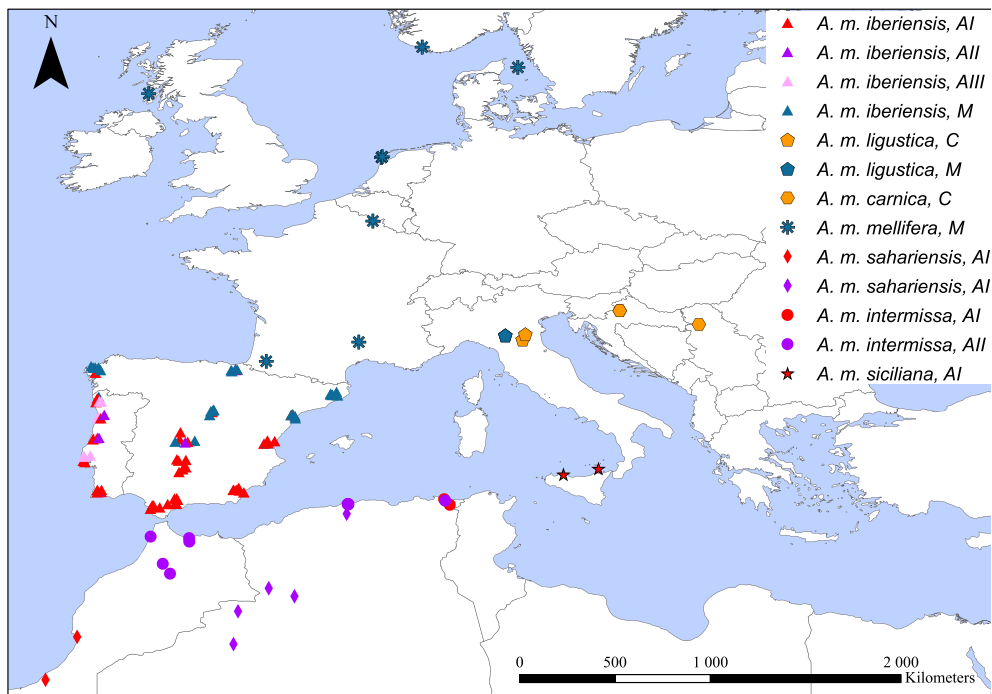 N
A. m. iberiensis, AI
A. m. iberiensis, AII
A. m. iberiensis, AIII
A. m. iberiensis, M
A. m. ligustica, C
A. m. ligustica, M
A. m. carnica, C
A. m. mellifera, M
A. m. sahariensis, AI
A. m. sahariensis, AI
A. m. intermissa, AI
A. m. intermissa, AII
A. m. siciliana, AI
0 500 1 000 2 000
Kilometers